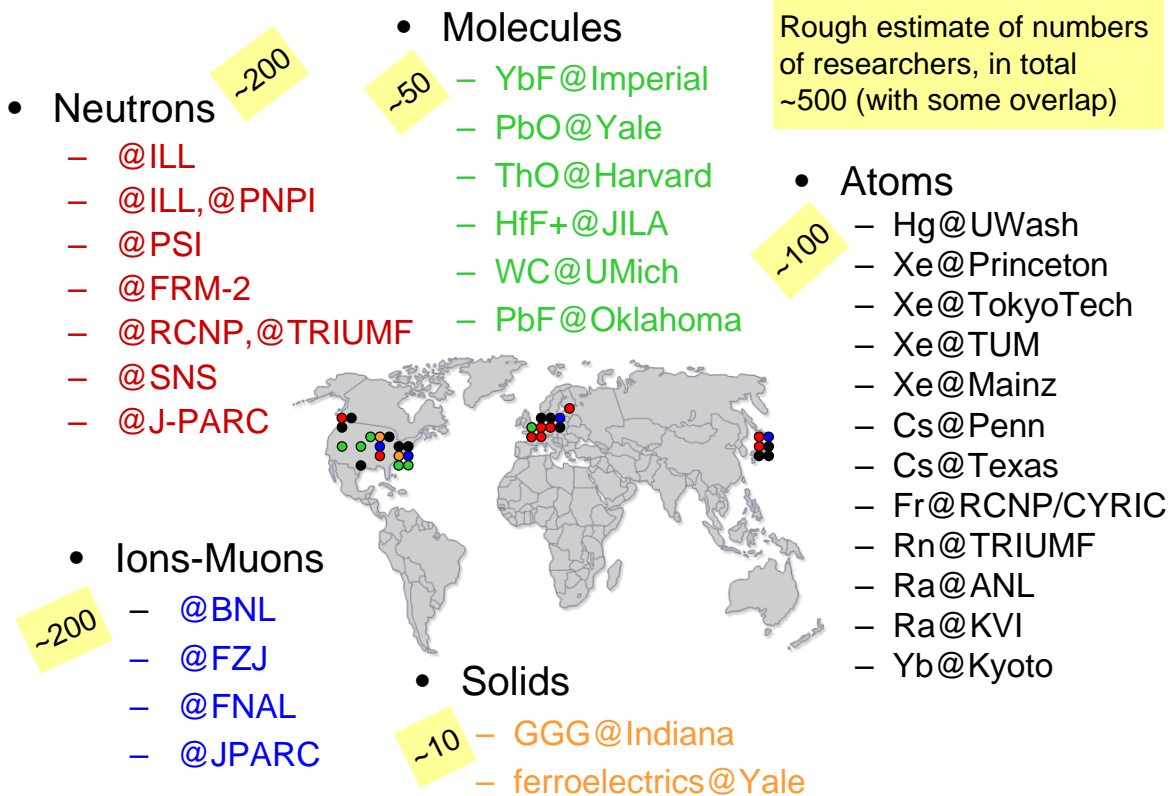 • Molecules
~50
– YbF@Imperial
– PbO@Yale
– ThO@Harvard
– HfF+@JILA
– WC@UMich
– PbF@Oklahoma
Rough estimate of numbers
of researchers, in total
~500 (with some overlap)
~200
• Neutrons
– @ILL
– @ILL,@PNPI
– @PSI
– @FRM-2
– @RCNP,@TRIUMF
– @SNS
– @J-PARC
• Atoms
~100
– Hg@UWash
– Xe@Princeton
– Xe@TokyoTech
– Xe@TUM
– Xe@Mainz
– Cs@Penn
– Cs@Texas
– Fr@RCNP/CYRIC
– Rn@TRIUMF
– Ra@ANL
– Ra@KVI
– Yb@Kyoto
• Ions-Muons
~200
– @BNL
– @FZJ
– @FNAL
– @JPARC
• Solids
~10
– GGG@Indiana
– ferroelectrics@Yale